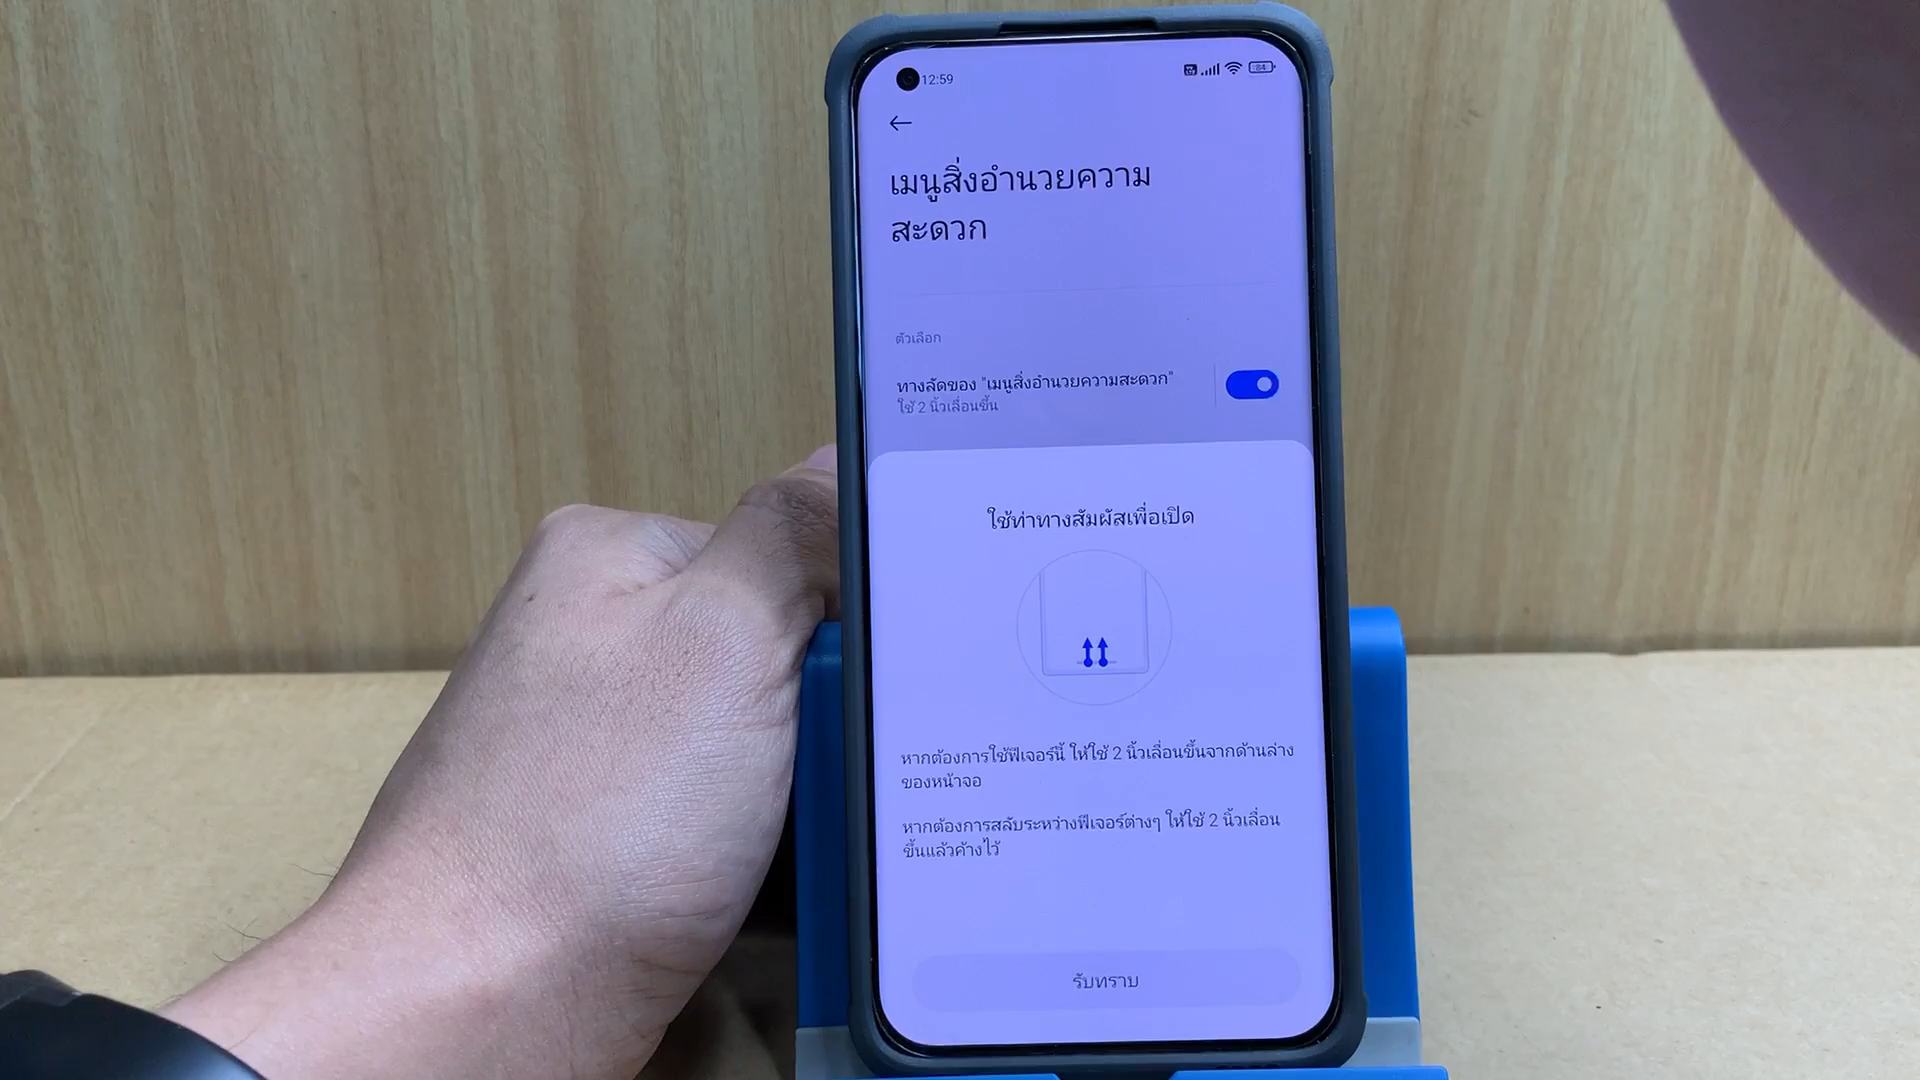 12:59
84
เมนูสิ่งอำนวยความ
สะดวก
ตัวเลือก
ทางลัดของ "เมนูสิ่งอำนวยความสะดวก"
ใช้ 2 นิ้วเลื่อนขึ้น
ใช้ท่าทางสัมผัสเพื่อเปิด
หากต้องการใช้ฟีเจอร์นี้ ให้ใช้ 2 นิ้วเลื่อนขึ้นจากด้านล่าง
ของหน้าจอ
หากต้องการสลับระหว่างฟีเจอร์ต่างๆ ให้ใช้ 2 นิ้วเลื่อน
ขึ้นแล้วค้างไว้
รับทราบ